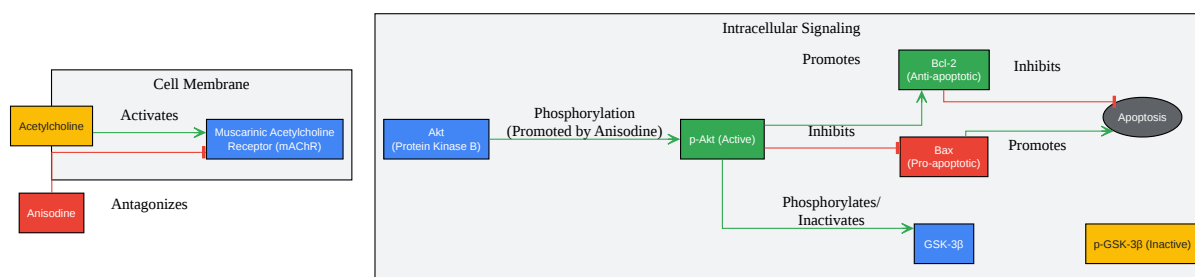 Intracellular Signaling
Cell Membrane
Acetylcholine
Activates
Muscarinic Acetylcholine
Receptor (mAChR)
Anisodine
Antagonizes
Akt
(Protein Kinase B)
Phosphorylation
(Promoted by Anisodine)
p-Akt (Active)
Promotes
Bcl-2
(Anti-apoptotic)
Inhibits
Apoptosis
Inhibits
Bax
(Pro-apoptotic)
Promotes
Phosphorylates/
Inactivates
GSK-3β
p-GSK-3β (Inactive)